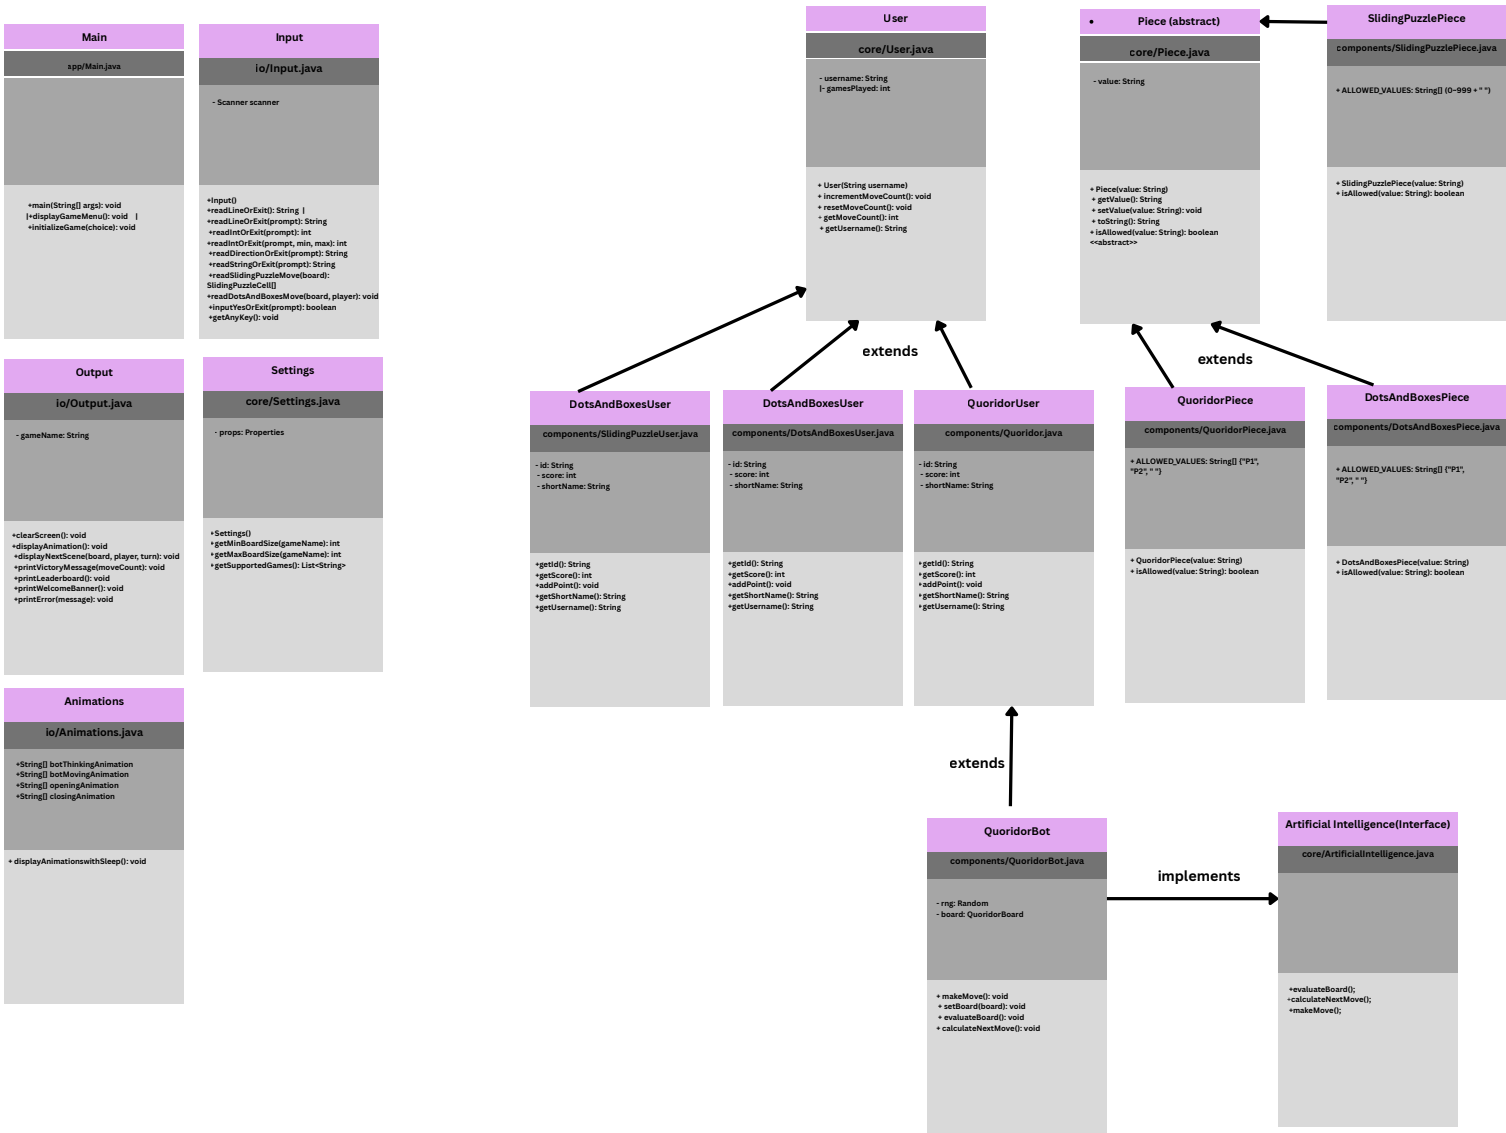 Main
app/Main.java
+main(String[] args): void
|+displayGameMenu(): void |
+initializeGame(choice): void
Input
io/Input.java
- Scanner scanner
+Input()
+readLineOrExit(): String |
+readLineOrExit(prompt): String
+readIntOrExit(prompt): int
+readIntOrExit(prompt, min, max): int
+readDirectionOrExit(prompt): String
+readStringOrExit(prompt): String
+readSlidingPuzzleMove(board):
SlidingPuzzleCell[]
+readDotsAndBoxesMove(board, player): void
+inputYesOrExit(prompt): boolean
+getAnyKey(): void
User
core/User.java
- username: String
|- gamesPlayed: int
+ User(String username)
+ incrementMoveCount(): void
+ resetMoveCount(): void
+ getMoveCount(): int
+ getUsername(): String
• Piece (abstract)
core/Piece.java
- value: String
+ Piece(value: String)
+ getValue(): String
+ setValue(value: String): void
+ toString(): String
+ isAllowed(value: String): boolean
<<abstract>>
SlidingPuzzlePiece
components/SlidingPuzzlePiece.java
+ ALLOWED_VALUES: String[] (0–999 + " ")
+ SlidingPuzzlePiece(value: String)
+ isAllowed(value: String): boolean
extends
extends
Output
io/Output.java
- gameName: String
+clearScreen(): void
+displayAnimation(): void
+displayNextScene(board, player, turn): void
+printVictoryMessage(moveCount): void
+printLeaderboard(): void
+printWelcomeBanner(): void
+printError(message): void
Settings
core/Settings.java
- props: Properties
+Settings()
+getMinBoardSize(gameName): int
+getMaxBoardSize(gameName): int
+getSupportedGames(): List<String>
DotsAndBoxesUser
components/SlidingPuzzleUser.java
- id: String
- score: int
- shortName: String
+getId(): String
+getScore(): int
+addPoint(): void
+getShortName(): String
+getUsername(): String
DotsAndBoxesUser
components/DotsAndBoxesUser.java
- id: String
- score: int
- shortName: String
+getId(): String
+getScore(): int
+addPoint(): void
+getShortName(): String
+getUsername(): String
QuoridorUser
components/Quoridor.java
- id: String
- score: int
- shortName: String
+getId(): String
+getScore(): int
+addPoint(): void
+getShortName(): String
+getUsername(): String
QuoridorPiece
components/QuoridorPiece.java
+ ALLOWED_VALUES: String[] {"P1",
"P2", " "}
+ QuoridorPiece(value: String)
+ isAllowed(value: String): boolean
DotsAndBoxesPiece
components/DotsAndBoxesPiece.java
+ ALLOWED_VALUES: String[] {"P1",
"P2", " "}
+ DotsAndBoxesPiece(value: String)
+ isAllowed(value: String): boolean
Animations
io/Animations.java
+String[] botThinkingAnimation
+String[] botMovingAnimation
+String[] openingAnimation
+String[] closingAnimation
+ displayAnimationswithSleep(): void
extends
QuoridorBot
components/QuoridorBot.java
- rng: Random
- board: QuoridorBoard
+ makeMove(): void
+ setBoard(board): void
+ evaluateBoard(): void
+ calculateNextMove(): void
implements
Artificial Intelligence(Interface)
core/ArtificialIntelligence.java
+evaluateBoard();
+calculateNextMove();
+makeMove();